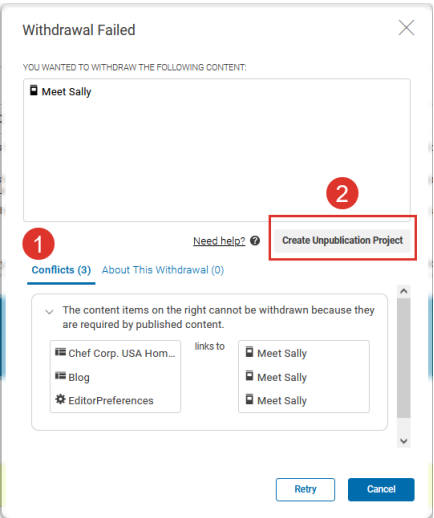 Withdrawal Failed
YOU WANTED TO WITHDRAW THE FOLLOWING CONTENT:
Meet Sally
2
1
Need help? ?
Create Unpublication Project
Conflicts (3) About This Withdrawal (0)
The content items on the right cannot be withdrawn because they
are required by published content.
Chef Corp. USA Hom... links to Meet Sally
Blog Meet Sally
EditorPreferences Meet Sally
Retry Cancel